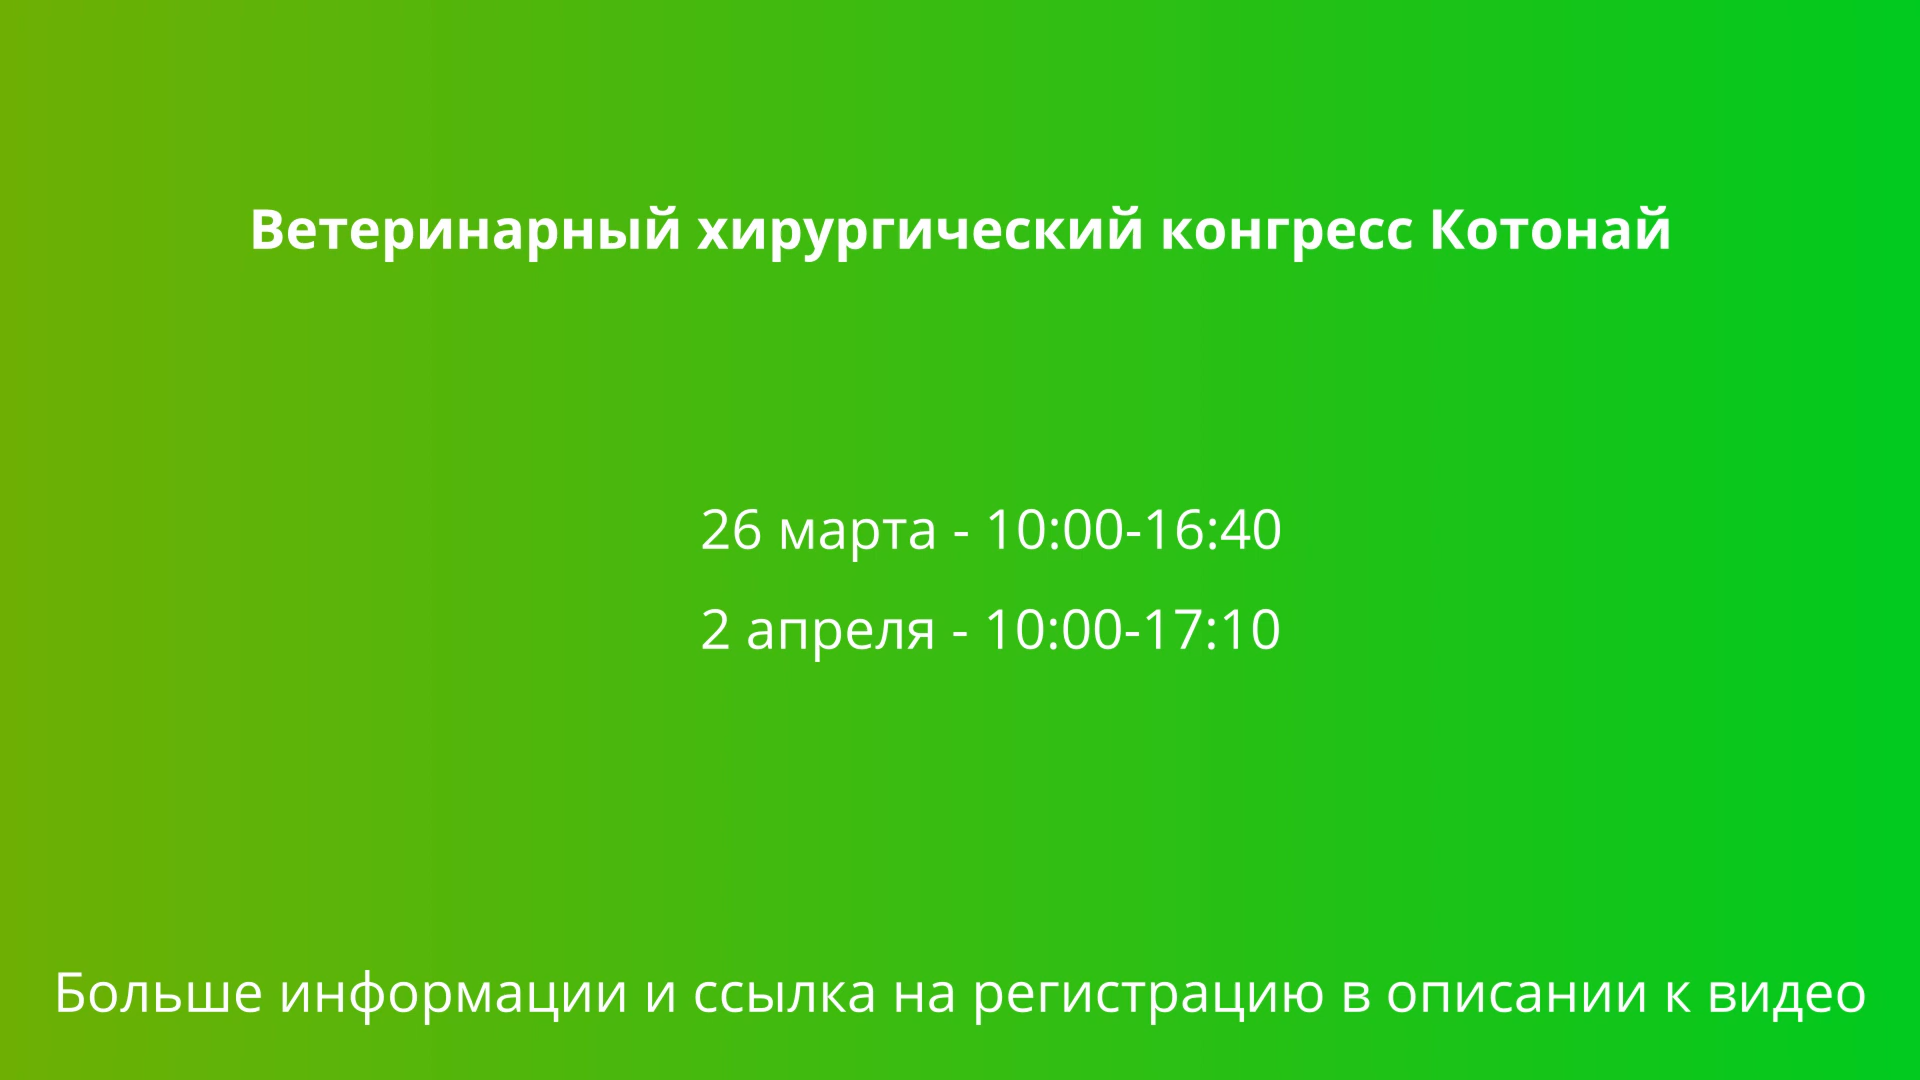 Ветеринарный хирургический конгресс Котонай
26 марта - 10:00-16:40
2 апреля - 10:00-17:10
Больше информации и ссылка на регистрацию в описании к видео